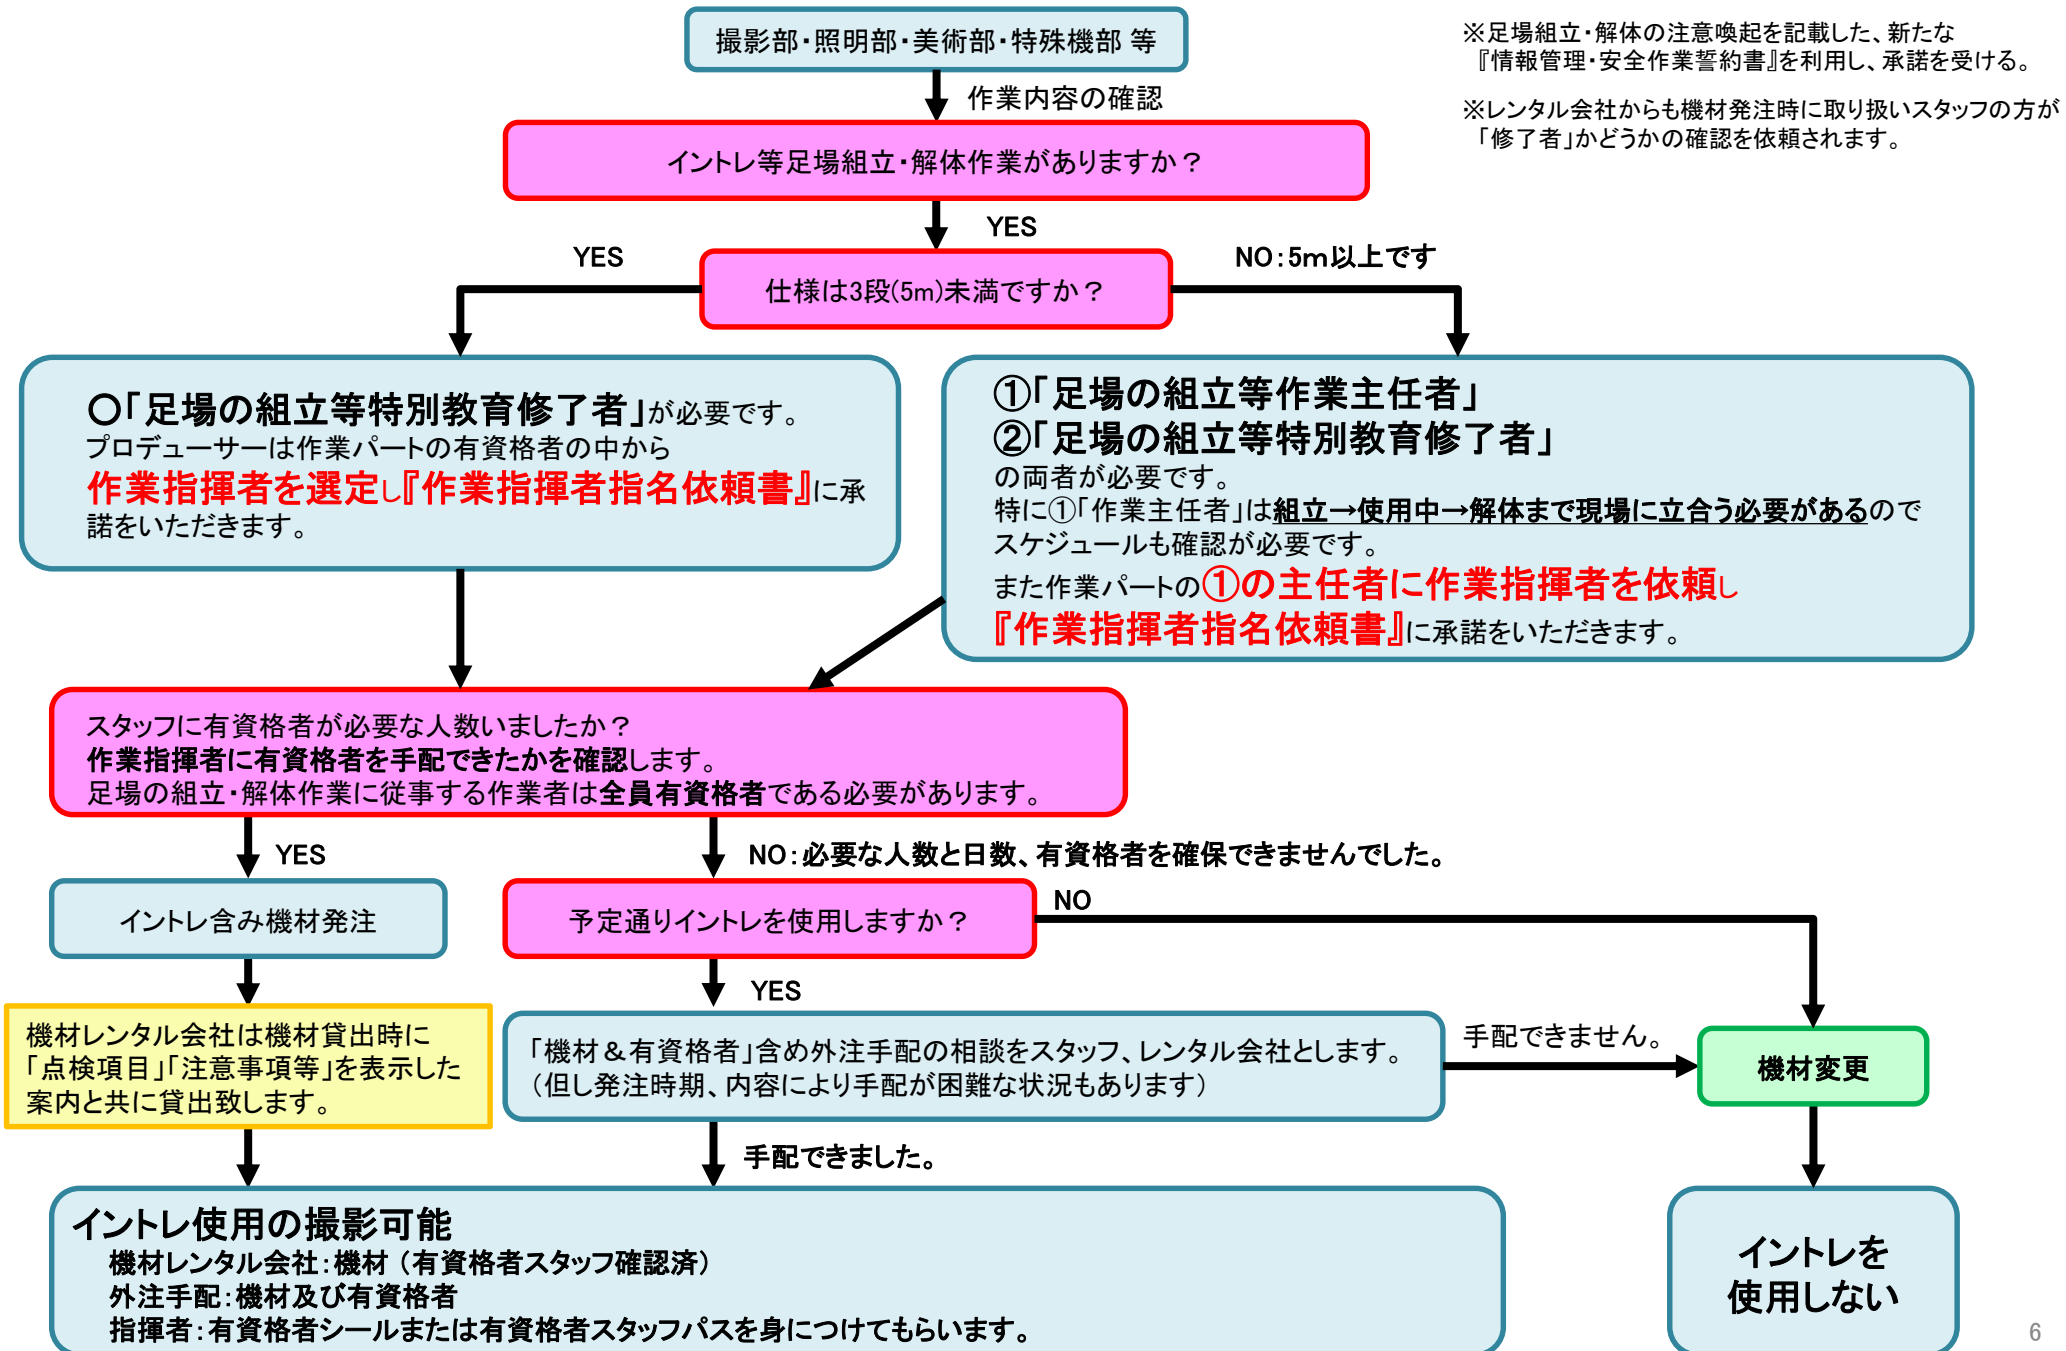 撮影部・照明部・美術部・特殊機部 等
※足場組立・解体の注意喚起を記載した、新たな
『情報管理・安全作業誓約書』を利用し、承諾を受ける。
※レンタル会社からも機材発注時に取り扱いスタッフの方が
「修了者」かどうかの確認を依頼されます。
作業内容の確認
イントレ等足場組立・解体作業がありますか？
YES
YES
NO：5m以上です
仕様は3段(5m)未満ですか？
〇「足場の組立等特別教育修了者」が必要です。
プロデューサーは作業パートの有資格者の中から
作業指揮者を選定し『作業指揮者指名依頼書』に承
諾をいただきます。
①「足場の組立等作業主任者」
②「足場の組立等特別教育修了者」
の両者が必要です。
特に①「作業主任者」は組立→使用中→解体まで現場に立合う必要があるので
スケジュールも確認が必要です。
また作業パートの①の主任者に作業指揮者を依頼し
『作業指揮者指名依頼書』に承諾をいただきます。
スタッフに有資格者が必要な人数いましたか？
作業指揮者に有資格者を手配できたかを確認します。
足場の組立・解体作業に従事する作業者は全員有資格者である必要があります。
YES
NO：必要な人数と日数、有資格者を確保できませんでした。
イントレ含み機材発注
予定通りイントレを使用しますか？
NO
YES
機材レンタル会社は機材貸出時に
「点検項目」「注意事項等」を表示した
案内と共に貸出致します。
「機材＆有資格者」含め外注手配の相談をスタッフ、レンタル会社とします。
（但し発注時期、内容により手配が困難な状況もあります）
手配できません。
機材変更
手配できました。
イントレ使用の撮影可能
機材レンタル会社：機材（有資格者スタッフ確認済）
外注手配：機材及び有資格者
指揮者：有資格者シールまたは有資格者スタッフパスを身につけてもらいます。
イントレを
使用しない
6